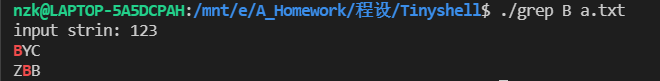 nzk@LAPTOP-5A5DCPAH:/mnt/e/A_Homework/程设/Tinyshell$ ./grep B a.txt
input strin: 123
BYC
ZBB